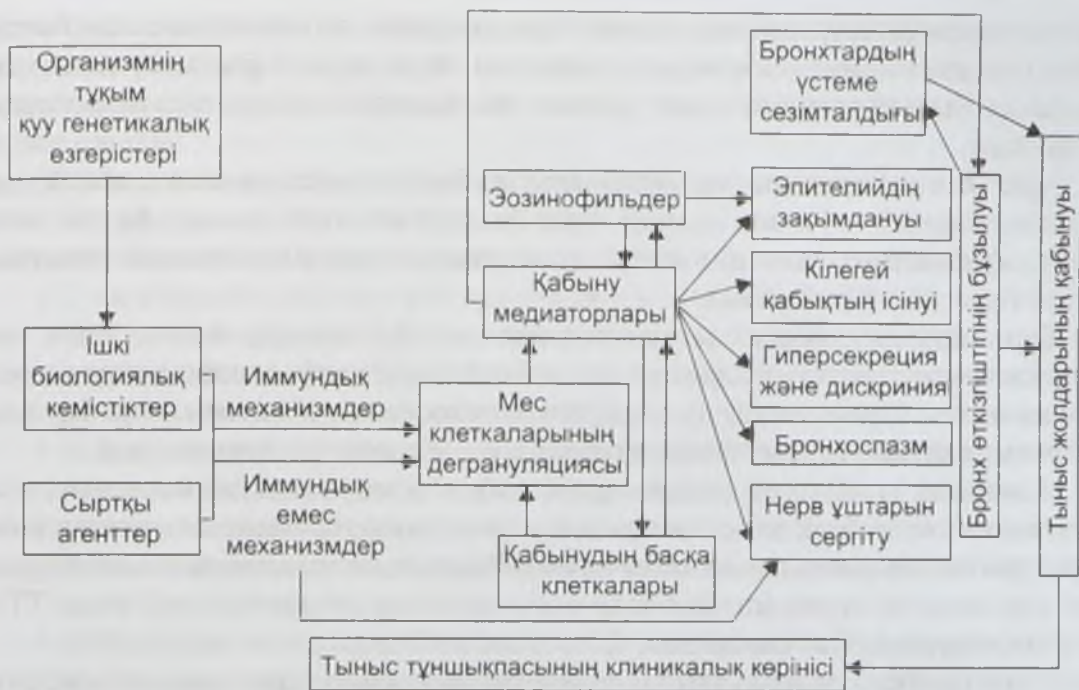 Организмнің
тұқым
қуу генетикалық
өзгерістері
Ішкі
биологиялық
кемістіктер
Сыртқы
агенттер
Иммундық
механизмдер
Иммундық
емес
механизмдер
Эозинофильдер
Қабыну
медиаторлары
Мес
клеткаларының
дегрануляциясы
Қабынудың басқа
клеткалары
Бронхтардың
үстеме
сезімталдығы
Эпителийдің
зақымдануы
Кілегей
қабықтың ісінуі
Гиперсекреция
және дискриния
Бронхоспазм
Нерв ұштарын
сергіту
Бронх өткізгіштігінің бұзылуы
Тыныс жолдарының қабынуы
Тыныс тұншықпасының клиникалық көрінісі